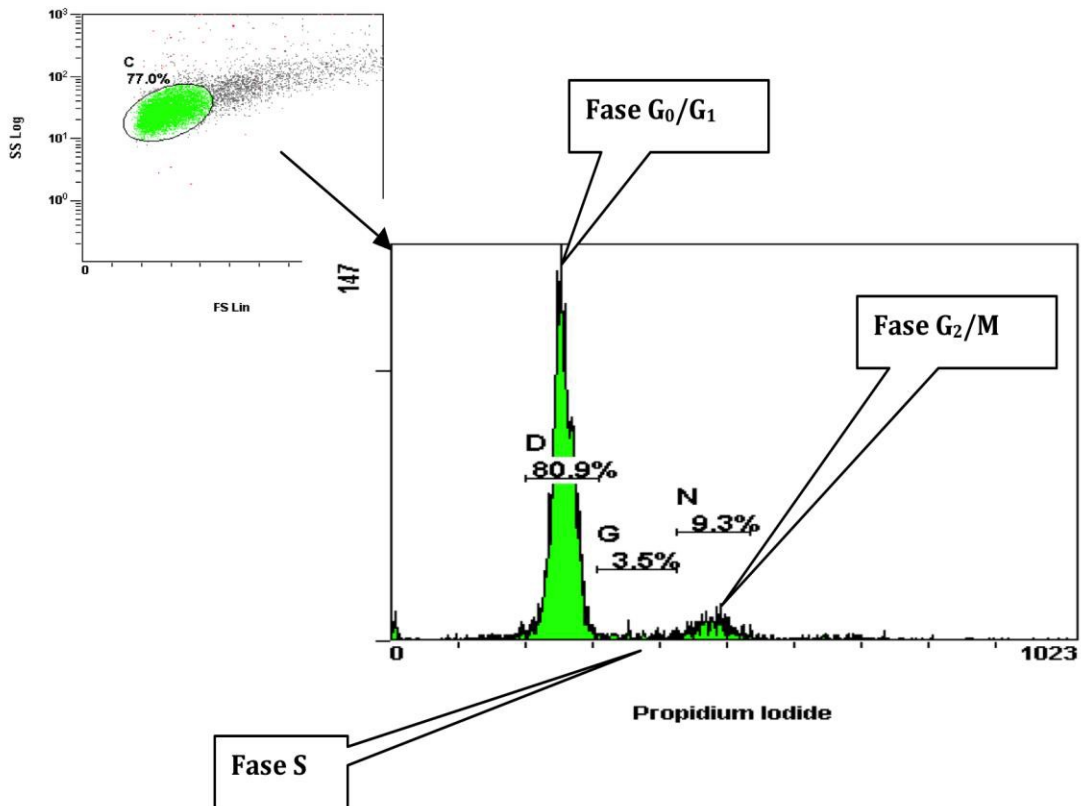 10³
C
77.0%
10²
SS Log
10¹
10⁰
0
FS Lin
Fase G₀/G₁
147
Fase G₂/M
D
80.9%
N
9.3%
G
3.5%
0
1023
Propidium Iodide
Fase S